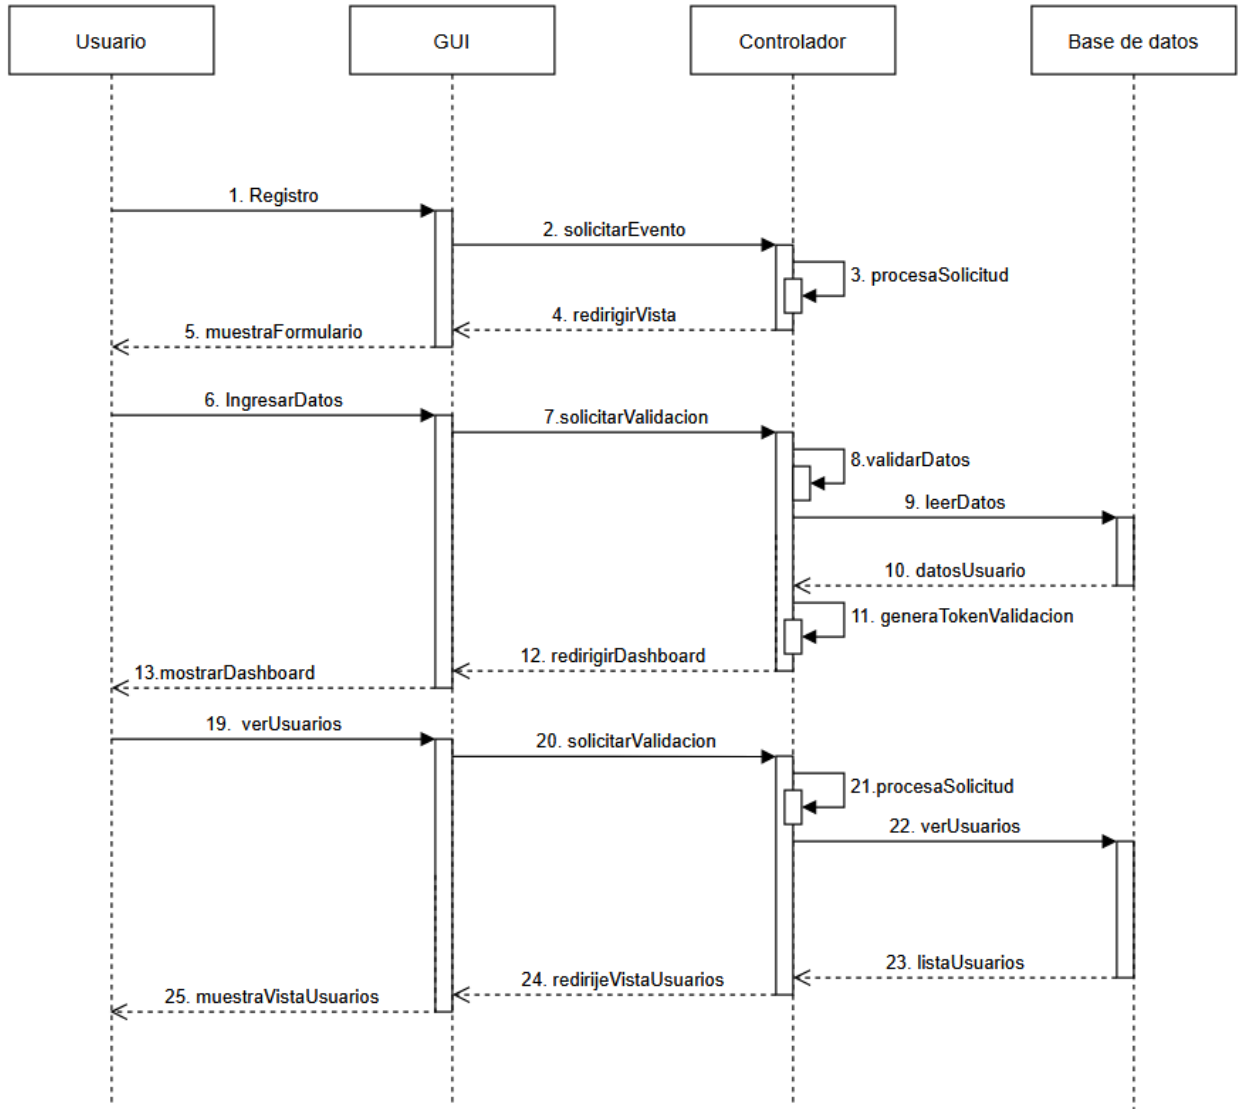 Usuario
GUI
Controlador
Base de datos
1. Registro
2. solicitarEvento
3. procesaSolicitud
4. redirigirVista
5. muestraFormulario
6. IngresarDatos
7.solicitarValidacion
8.validarDatos
9. leerDatos
10. datosUsuario
11. generaTokenValidacion
12. redirigirDashboard
13.mostrarDashboard
19. verUsuarios
20. solicitarValidacion
21.procesaSolicitud
22. verUsuarios
23. listaUsuarios
24. redirijeVistaUsuarios
25. muestraVistaUsuarios